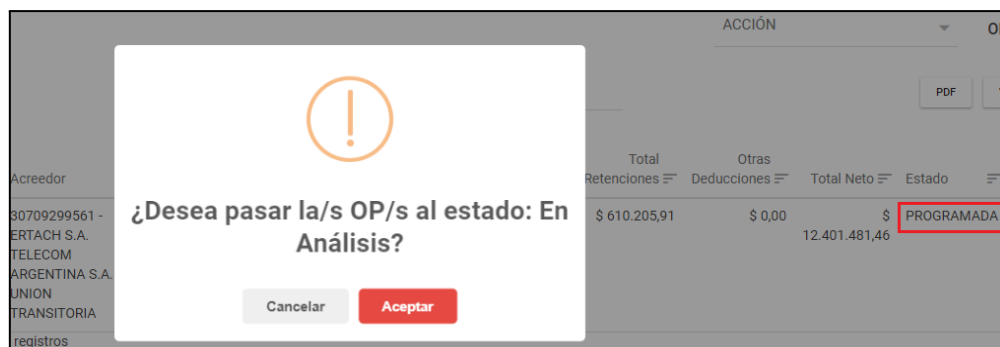 ACCIÓN
PDF
Acreedor
Total
Retenciones
Otras
Deducciones
Total Neto
Estado
30709299561 -
ERTACH S.A.
TELECOM
ARGENTINA S.A.
UNION
TRANSITORIA
$ 610.205,91
$ 0,00
$
12.401.481,46
PROGRAMADA
registros
¿Desea pasar la/s OP/s al estado: En
Análisis?
Cancelar
Aceptar